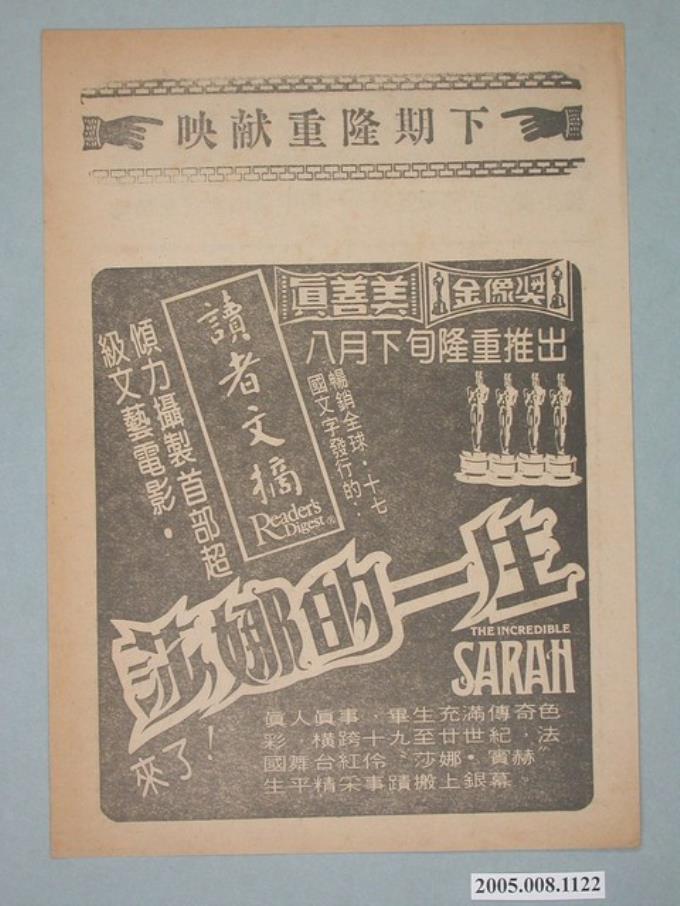 下期隆重献映
金像奬
眞善美
八月下旬隆重推出
暢銷全球·十七
國文字發行的：
讀者文摘
Reader's
Digest ®
傾力攝製首部超
級文藝電影·
的一生
THE INCREDIBLE
SARAH
來了！
眞人眞事，畢生充滿傳奇色
彩，橫跨十九至廿世紀，法
國舞台紅伶〝莎娜·賓赫〞
生平精采事蹟搬上銀幕。
2005.008.1122